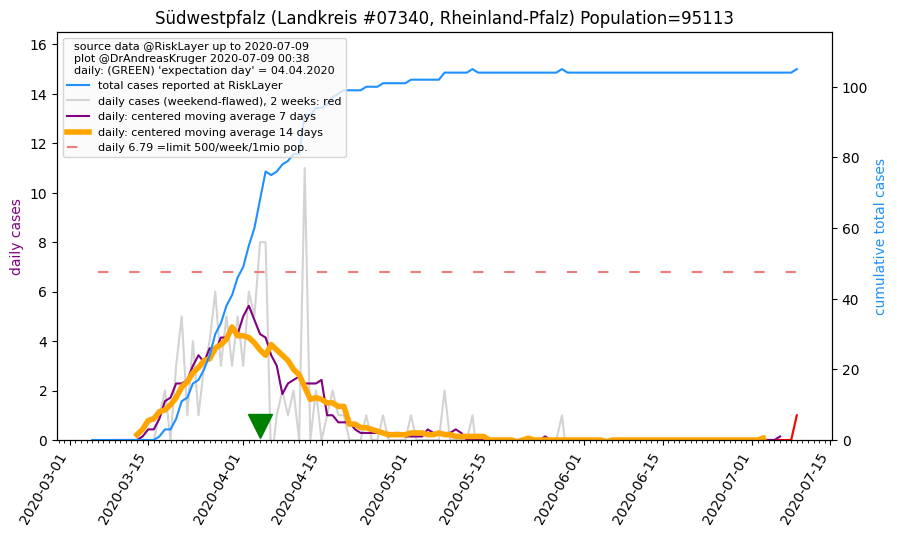 Südwestpfalz (Landkreis #07340, Rheinland-Pfalz) Population=95113
source data @RiskLayer up to 2020-07-09
plot @DrAndreasKruger 2020-07-09 00:38
daily: (GREEN) 'expectation day' = 04.04.2020
total cases reported at RiskLayer
daily cases (weekend-flawed), 2 weeks: red
daily: centered moving average 7 days
daily: centered moving average 14 days
daily 6.79 =limit 500/week/1mio pop.
daily cases
16
14
12
10
8
6
4
2
0
cumulative total cases
100
80
60
40
20
0
2020-03-01
2020-03-15
2020-04-01
2020-04-15
2020-05-01
2020-05-15
2020-06-01
2020-06-15
2020-07-01
2020-07-15